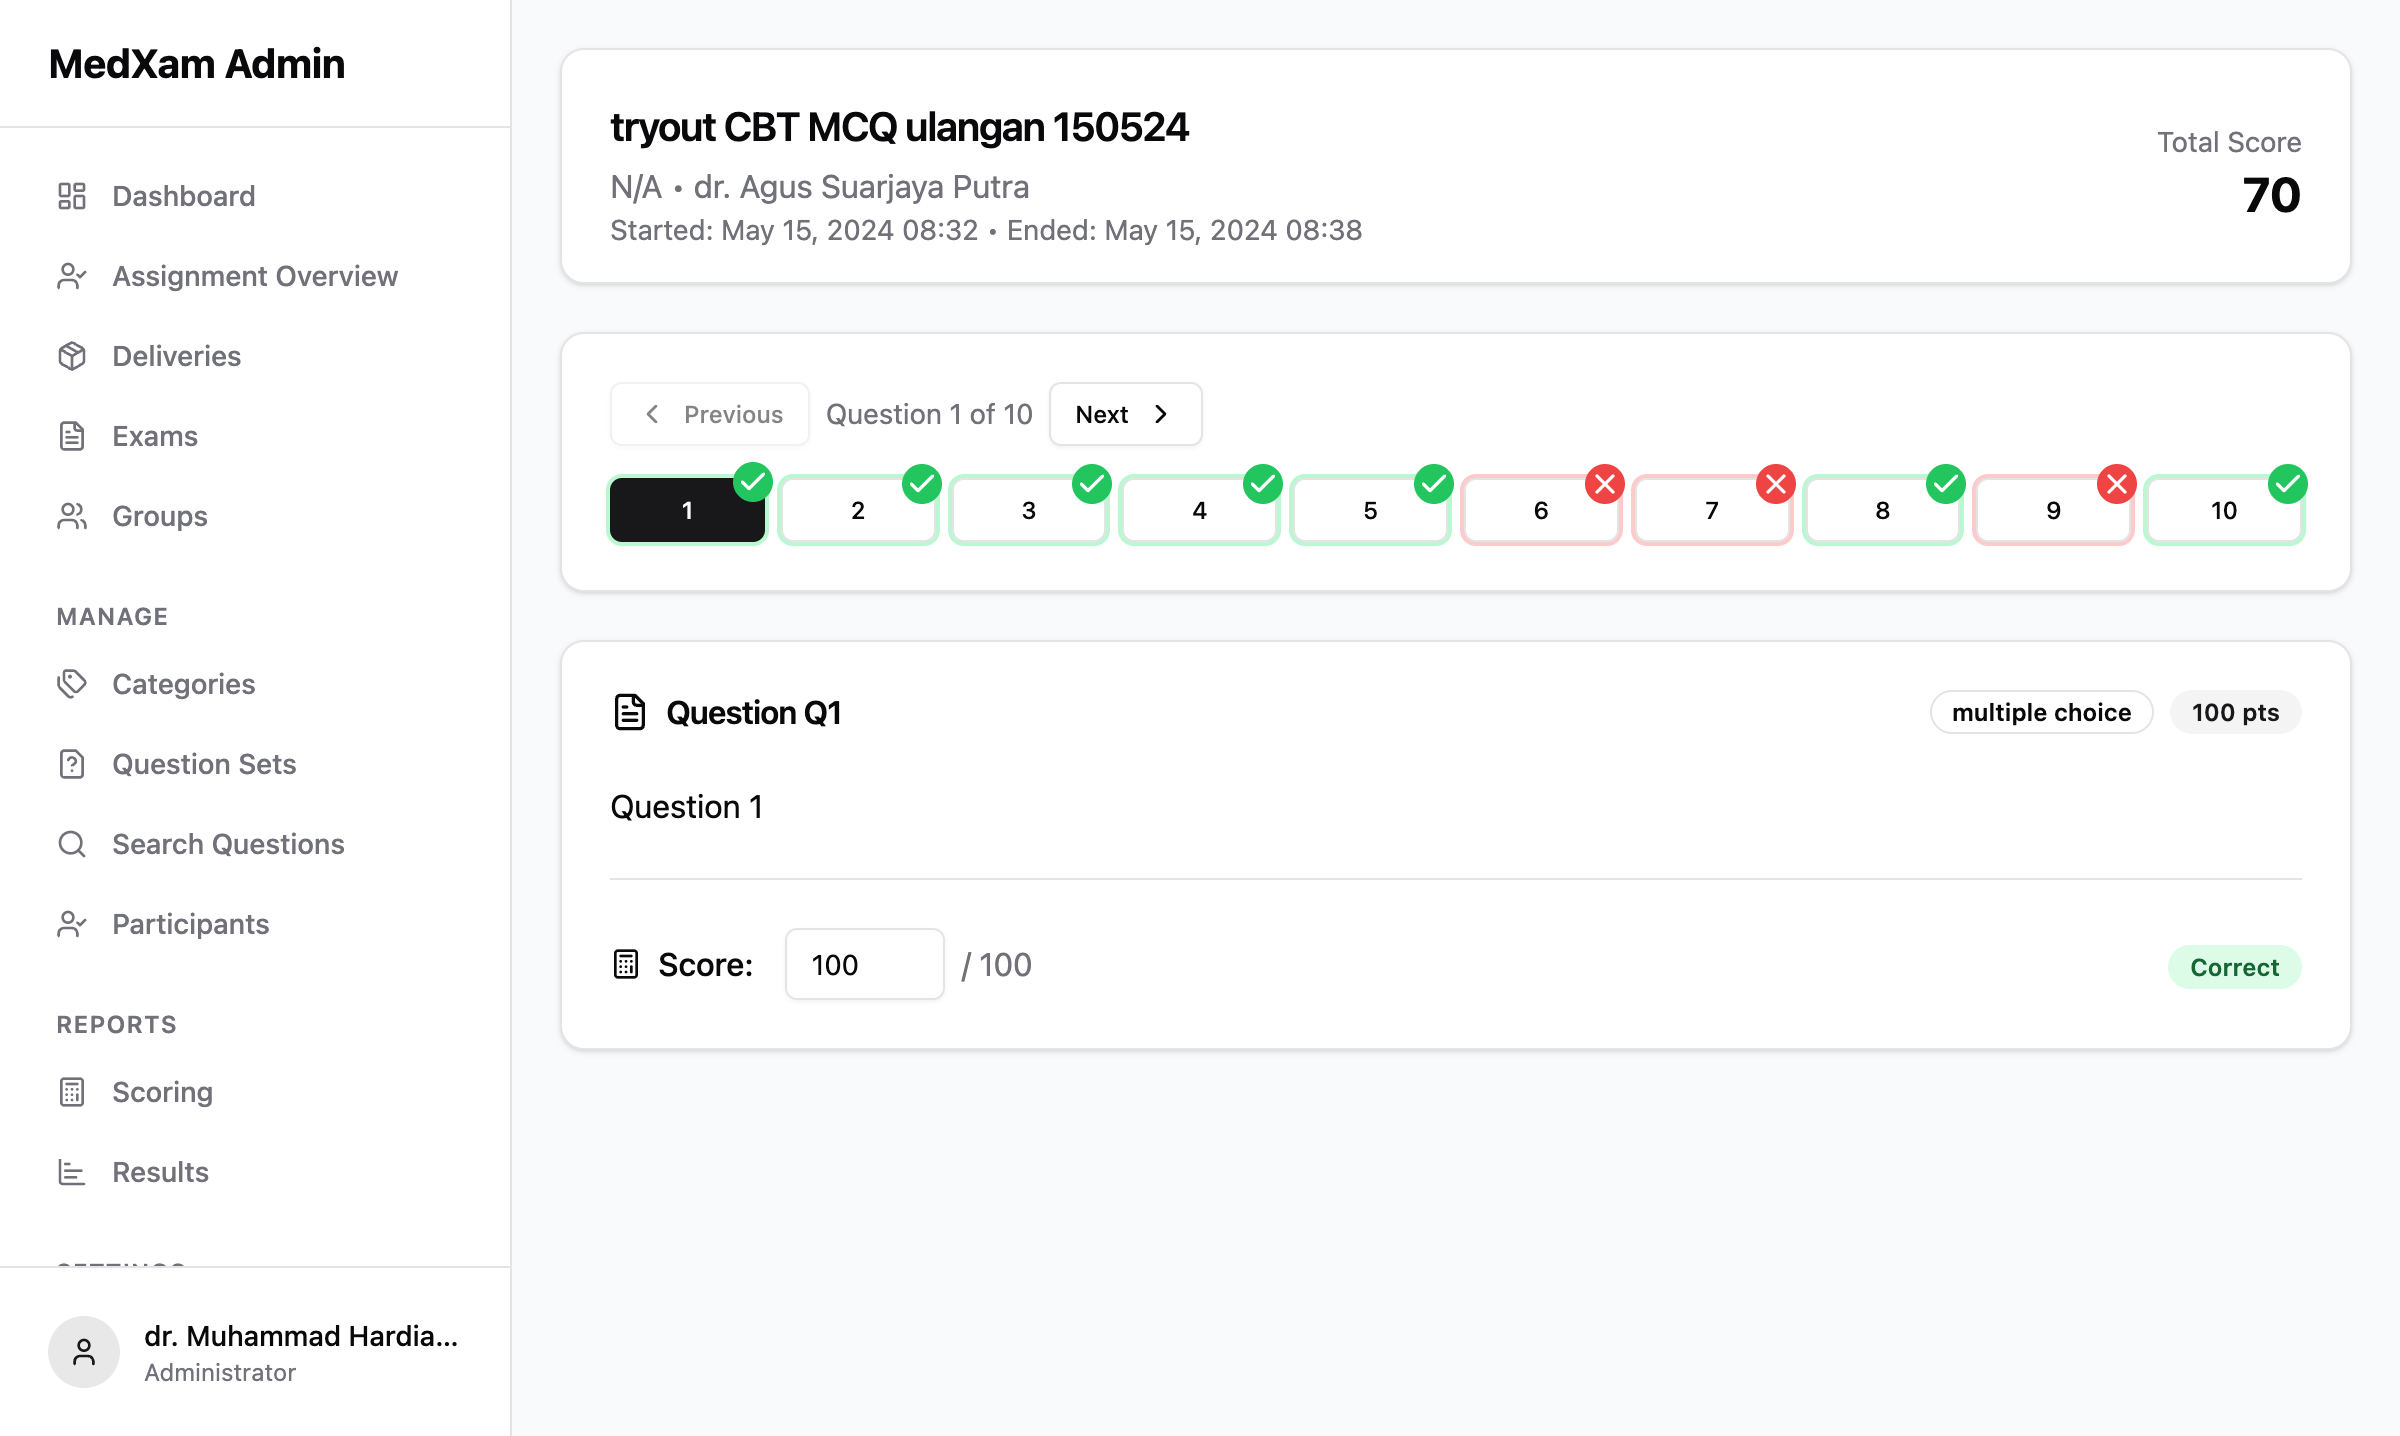 MedXam Admin
Dashboard
Assignment Overview
Deliveries
Exams
Groups
MANAGE
Categories
Question Sets
Search Questions
Participants
REPORTS
Scoring
Results
SETTINGS
dr. Muhammad Hardia...
Administrator
tryout CBT MCQ ulangan 150524
N/A • dr. Agus Suarjaya Putra
Started: May 15, 2024 08:32 • Ended: May 15, 2024 08:38
Total Score
70
Previous
Question 1 of 10
Next
1 2 3 4 5 6 7 8 9 10
Question Q1
multiple choice
100 pts
Question 1
Score: 100 / 100
Correct